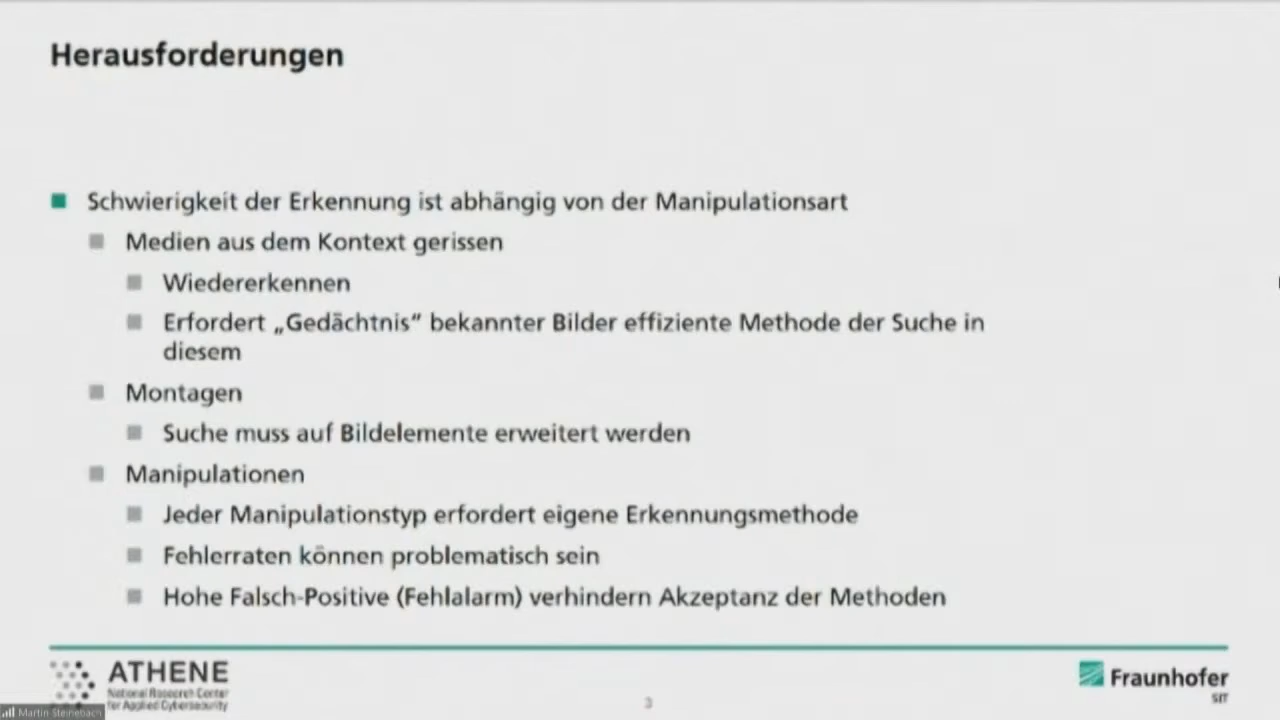 Herausforderungen
Schwierigkeit der Erkennung ist abhängig von der Manipulationsart
Medien aus dem Kontext gerissen
Wiedererkennen
Erfordert „Gedächtnis“ bekannter Bilder effiziente Methode der Suche in
diesem
Montagen
Suche muss auf Bildelemente erweitert werden
Manipulationen
Jeder Manipulationstyp erfordert eigene Erkennungsmethode
Fehlerraten können problematisch sein
Hohe Falsch-Positive (Fehlalarm) verhindern Akzeptanz der Methoden
ATHENE
National Research Center
for Applied Cybersecurity
Martin Steinebach
3
Fraunhofer
SIT